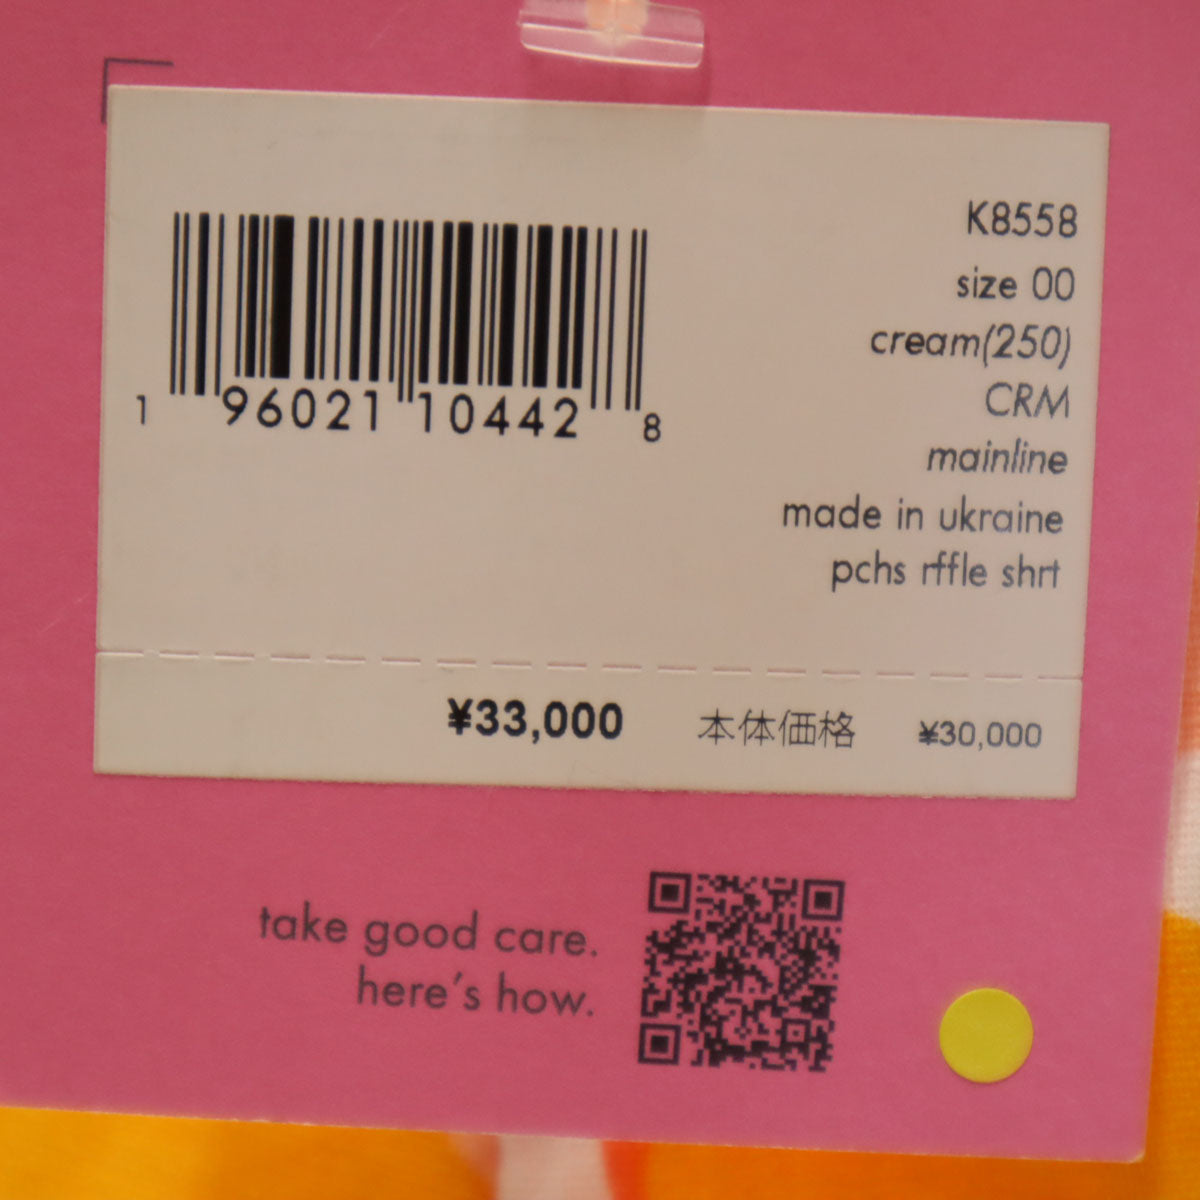 1 96021 10442 8
K8558
size 00
cream(250)
CRM
mainline
made in ukraine
pchs rffle shrt
¥33,000 本体価格 ¥30,000
take good care.
here's how.